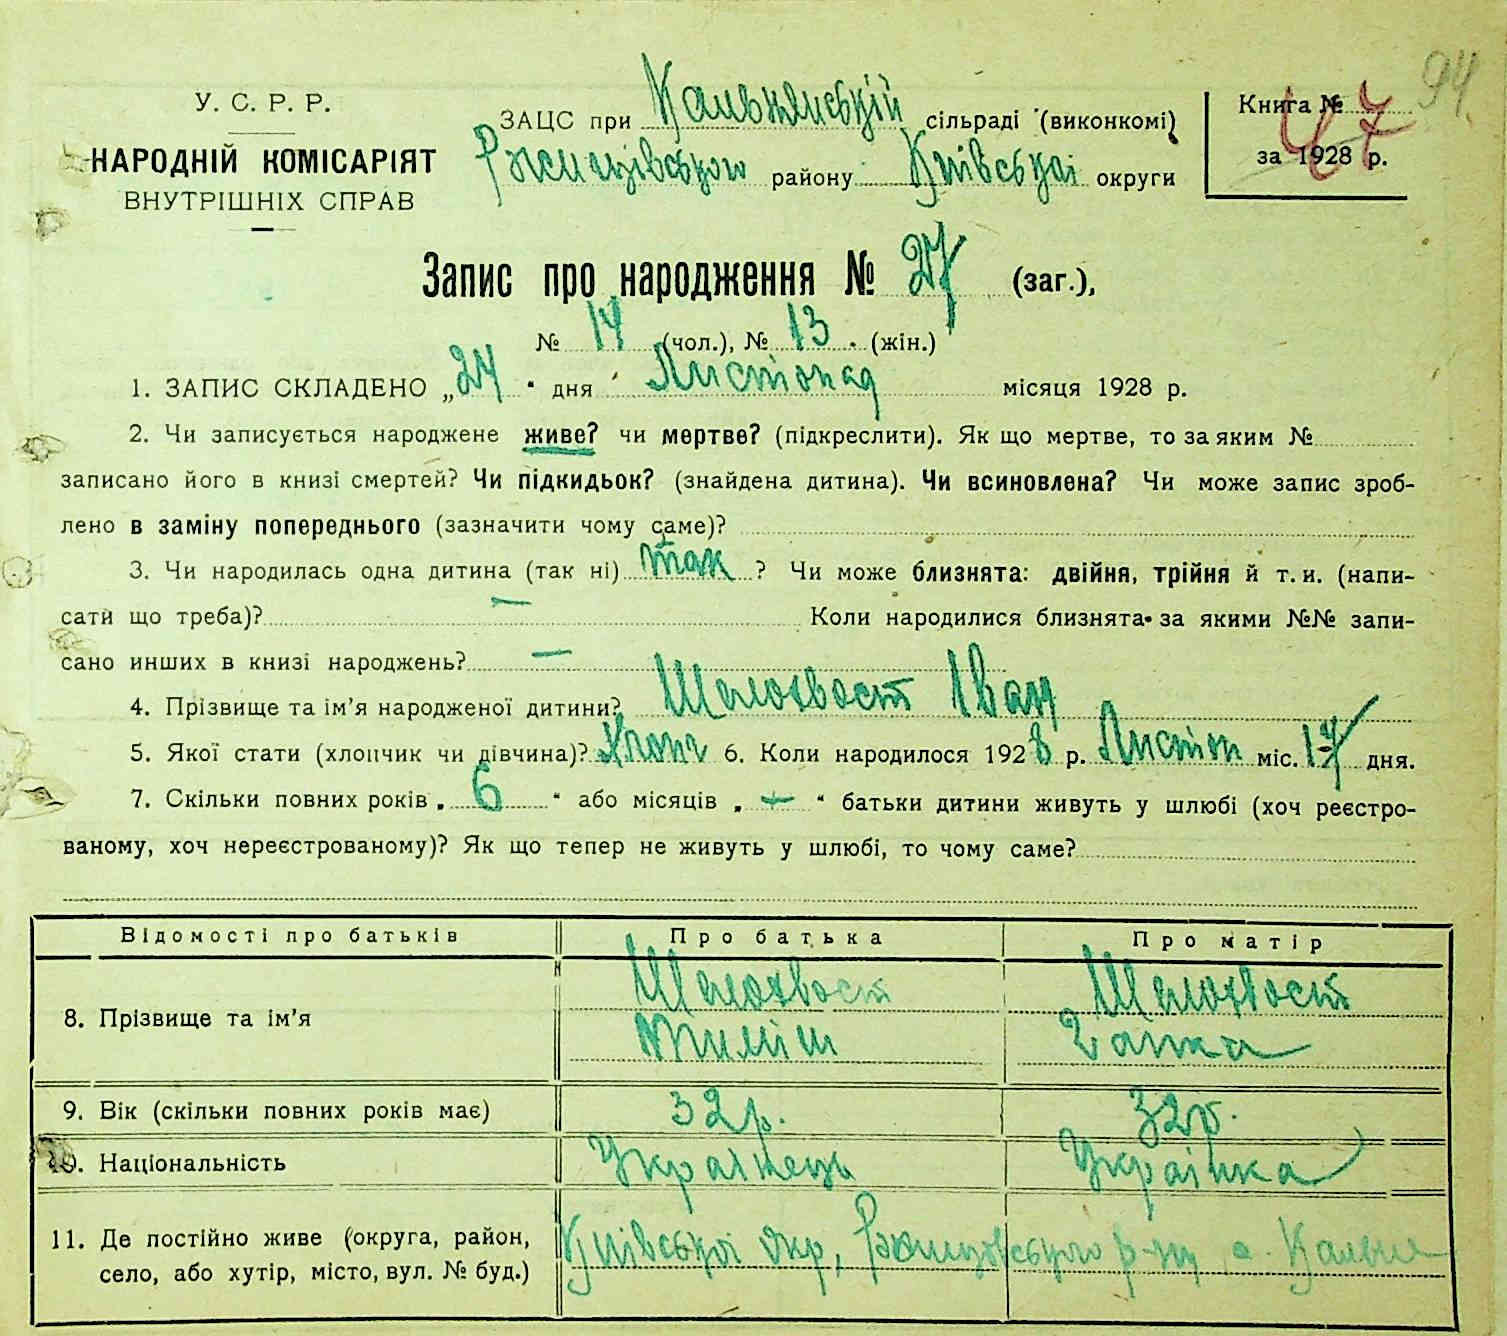 94
У. С. Р. Р.
НАРОДНІЙ КОМІСАРІЯТ
ВНУТРІШНІХ СПРАВ
ЗАЦС при сільраді (виконкомі)
району Київської округи
Книга № 47
за 1928 р.
Запис про народження № 27 (заг.),
№ 14 (чол.), № 13. (жін.)
1. ЗАПИС СКЛАДЕНО „24" дня Листопад місяця 1928 р.
2. Чи записується народжене живе? чи мертве? (підкреслити). Як що мертве, то за яким №
записано його в книзі смертей? Чи підкидьок? (знайдена дитина). Чи всиновлена? Чи може запис зроб-
лено в заміну попереднього (зазначити чому саме)?
3. Чи народилась одна дитина (так ні) так ? Чи може близнята: двійня, трійня й т. и. (напи-
сати що треба)? — Коли народилися близнята за якими №№ запи-
сано инших в книзі народжень? —
4. Прізвище та ім'я народженої дитини? Шелохвост Іван
5. Якої стати (хлопчик чи дівчина)? Хлопч 6. Коли народилося 1928 р. Листоп міс. 17 дня.
7. Скільки повних років „6" або місяців „—" батьки дитини живуть у шлюбі (хоч реєстро-
ваному, хоч нереєстрованому)? Як що тепер не живуть у шлюбі, то чому саме?
Відомості про батьків Про батька Про матір
8. Прізвище та ім'я Шелохвост Шелохвост
Тиміш Ганка
9. Вік (скільки повних років має) 32 р. 32 р.
10. Національність Українець Українка
11. Де постійно живе (округа, район, Київської окр,
село, або хутір, місто, вул. № буд.)